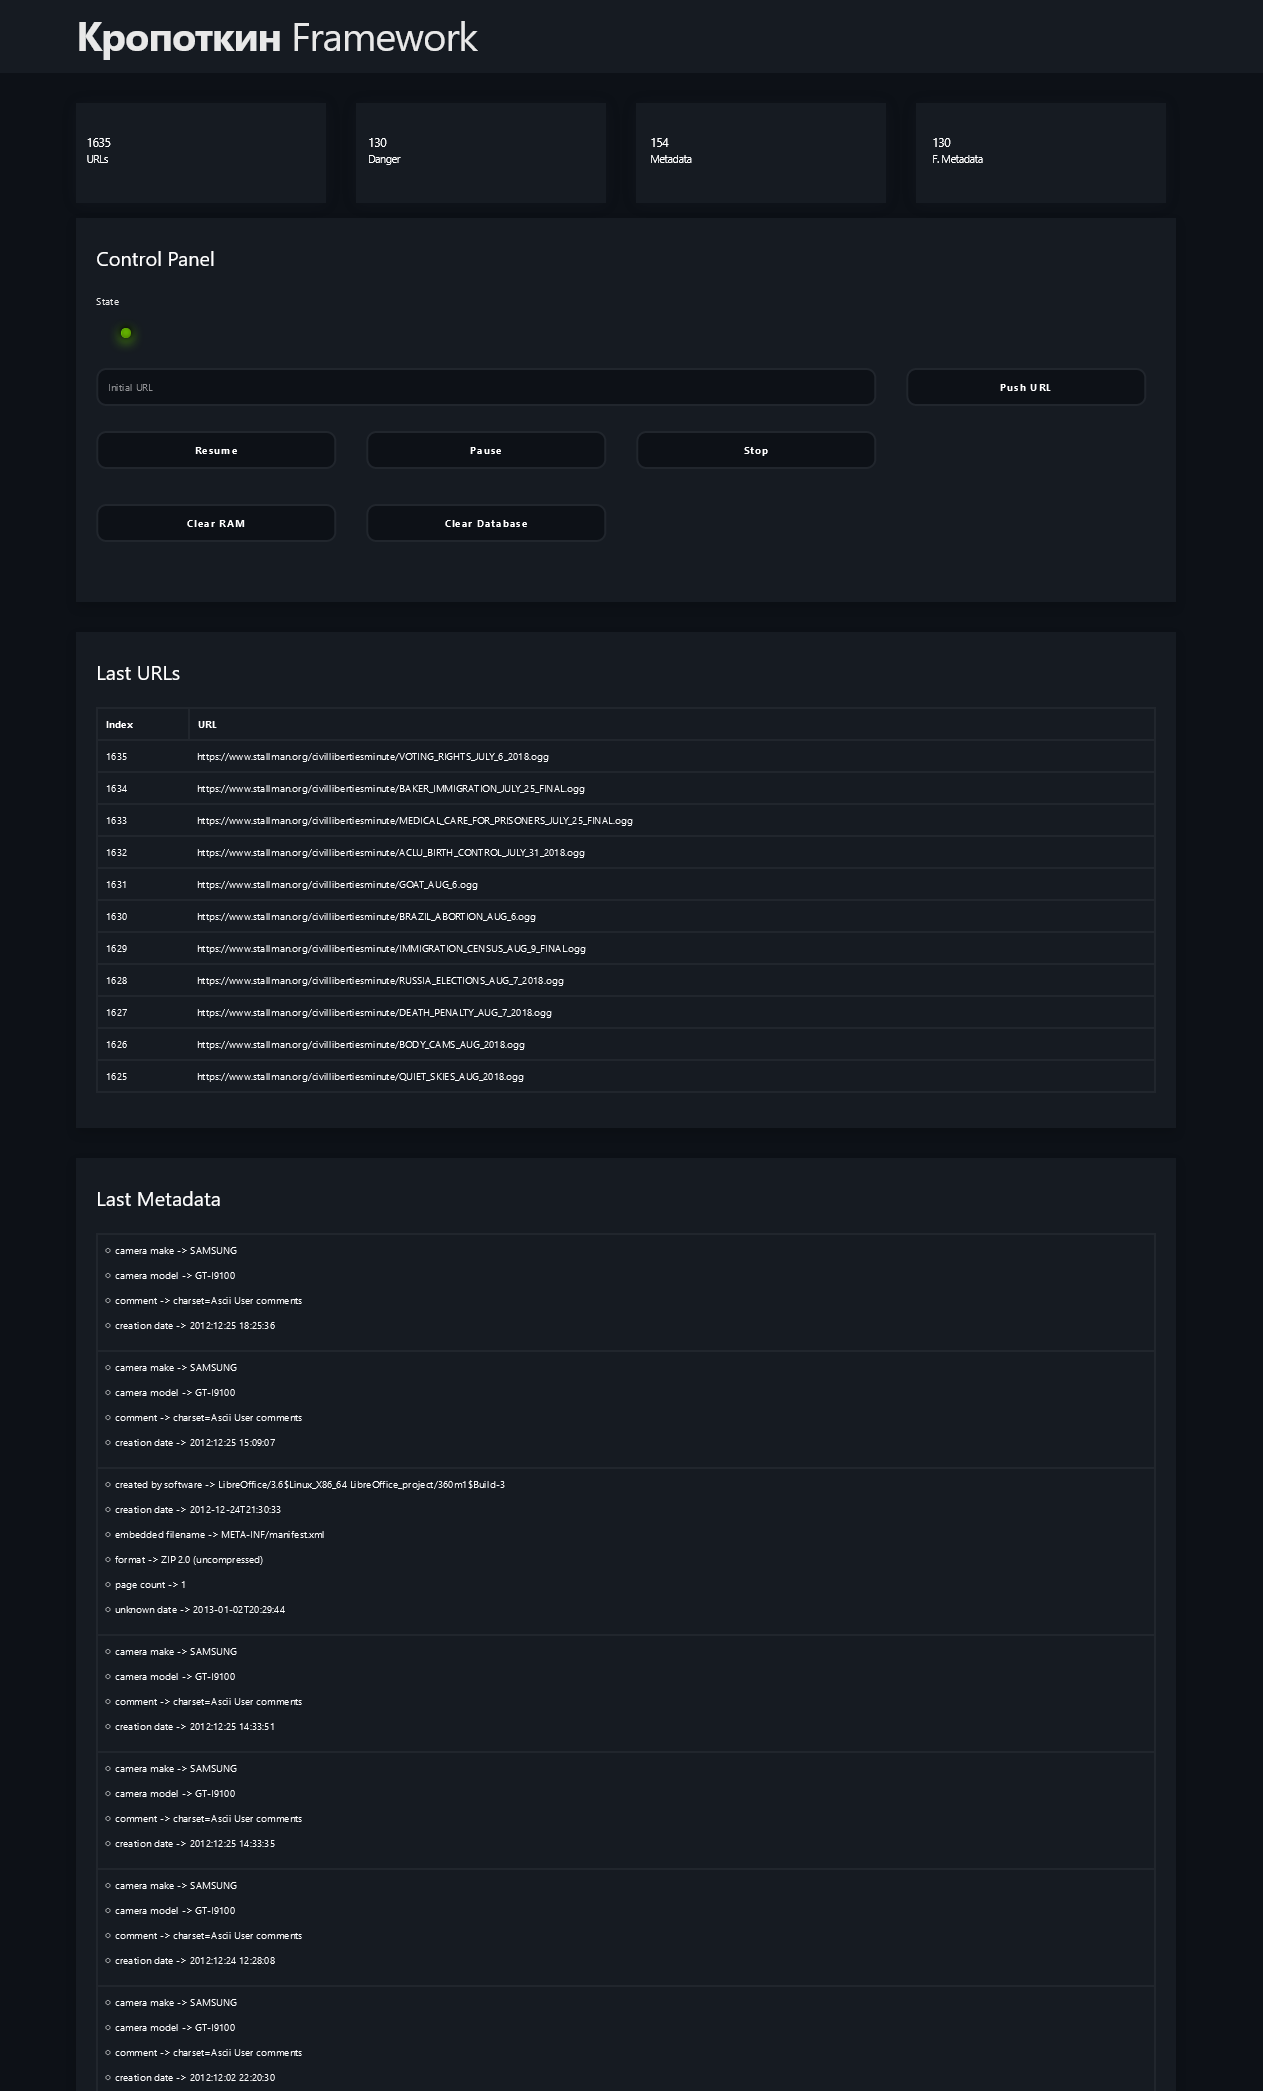 Кропоткин Framework
1635
URLs
130
Danger
154
Metadata
130
F. Metadata
Control Panel
State
Initial URL
Push URL
Resume
Pause
Stop
Clear RAM
Clear Database
Last URLs
Index URL
1635 https://www.stallman.org/civillibertiesminute/VOTING_RIGHTS_JULY_6_2018.ogg
1634 https://www.stallman.org/civillibertiesminute/BAKER_IMMIGRATION_JULY_25_FINAL.ogg
1633 https://www.stallman.org/civillibertiesminute/MEDICAL_CARE_FOR_PRISONERS_JULY_25_FINAL.ogg
1632 https://www.stallman.org/civillibertiesminute/ACLU_BIRTH_CONTROL_JULY_31_2018.ogg
1631 https://www.stallman.org/civillibertiesminute/GOAT_AUG_6.ogg
1630 https://www.stallman.org/civillibertiesminute/BRAZIL_ABORTION_AUG_6.ogg
1629 https://www.stallman.org/civillibertiesminute/IMMIGRATION_CENSUS_AUG_9_FINAL.ogg
1628 https://www.stallman.org/civillibertiesminute/RUSSIA_ELECTIONS_AUG_7_2018.ogg
1627 https://www.stallman.org/civillibertiesminute/DEATH_PENALTY_AUG_7_2018.ogg
1626 https://www.stallman.org/civillibertiesminute/BODY_CAMS_AUG_2018.ogg
1625 https://www.stallman.org/civillibertiesminute/QUIET_SKIES_AUG_2018.ogg
Last Metadata
camera make -> SAMSUNG
camera model -> GT-I9100
comment -> charset=Ascii User comments
creation date -> 2012:12:25 18:25:36
camera make -> SAMSUNG
camera model -> GT-I9100
comment -> charset=Ascii User comments
creation date -> 2012:12:25 15:09:07
created by software -> LibreOffice/3.6$Linux_X86_64 LibreOffice_project/360m1$Build-3
creation date -> 2012-12-24T21:30:33
embedded filename -> META-INF/manifest.xml
format -> ZIP 2.0 (uncompressed)
page count -> 1
unknown date -> 2013-01-02T20:29:44
camera make -> SAMSUNG
camera model -> GT-I9100
comment -> charset=Ascii User comments
creation date -> 2012:12:25 14:33:51
camera make -> SAMSUNG
camera model -> GT-I9100
comment -> charset=Ascii User comments
creation date -> 2012:12:25 14:33:35
camera make -> SAMSUNG
camera model -> GT-I9100
comment -> charset=Ascii User comments
creation date -> 2012:12:24 12:28:08
camera make -> SAMSUNG
camera model -> GT-I9100
comment -> charset=Ascii User comments
creation date -> 2012:12:02 22:20:30